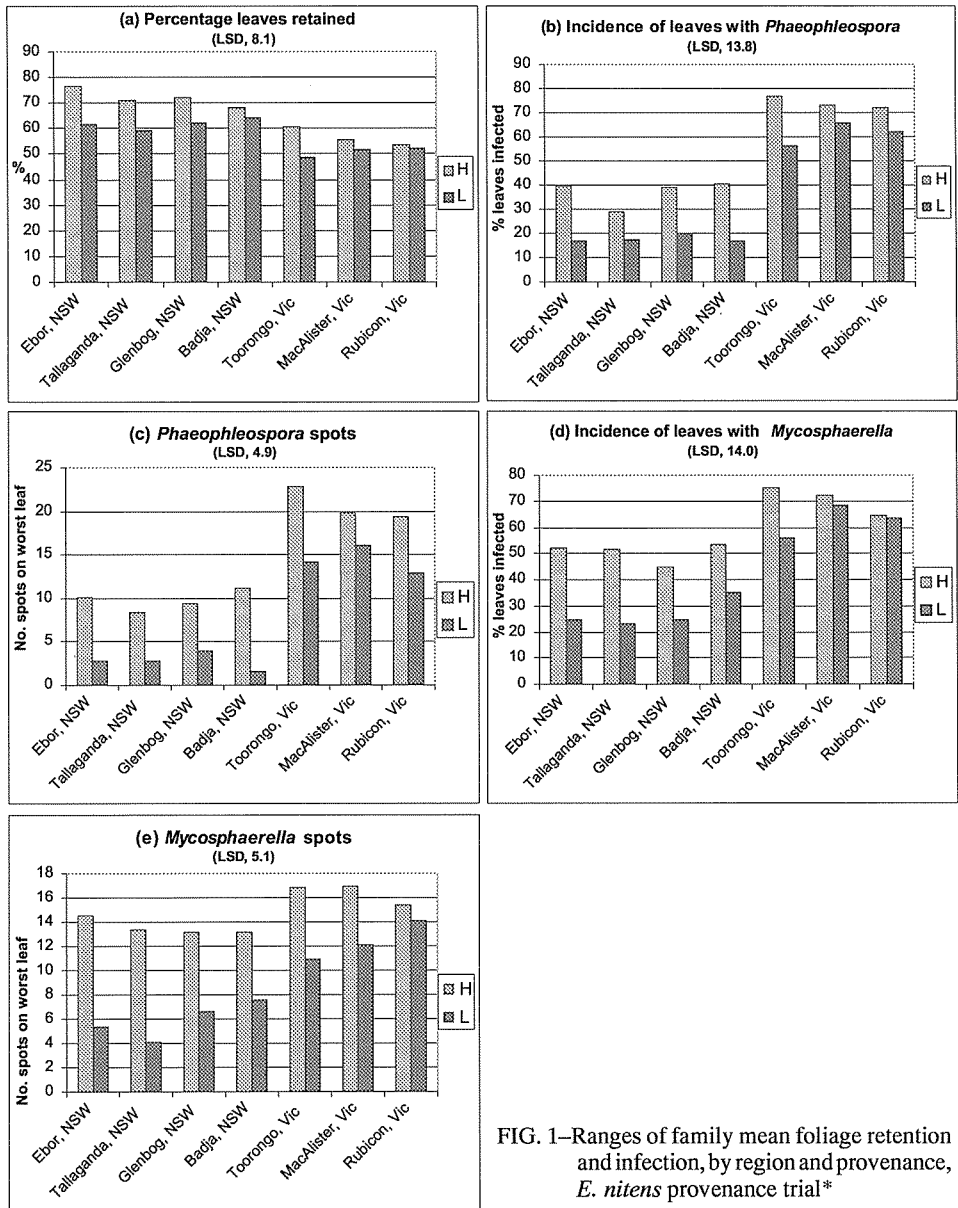 (a) Percentage leaves retained
(LSD, 8.1)
90
80
70
60
50
40
30
20
10
0
%
H
L
Ebor, NSW
Tallaganda, NSW
Glenbog, NSW
Badja, NSW
Toorongo, Vic
MacAlister, Vic
Rubicon, Vic
(b) Incidence of leaves with Phaeophleospora
(LSD, 13.8)
90
80
70
60
50
40
30
20
10
0
% leaves infected
H
L
Ebor, NSW
Tallaganda, NSW
Glenbog, NSW
Badja, NSW
Toorongo, Vic
MacAlister, Vic
Rubicon, Vic
(c) Phaeophleospora spots
(LSD, 4.9)
25
20
15
10
5
0
No. spots on worst leaf
H
L
Ebor, NSW
Tallaganda, NSW
Glenbog, NSW
Badja, NSW
Toorongo, Vic
MacAlister, Vic
Rubicon, Vic
(d) Incidence of leaves with Mycosphaerella
(LSD, 14.0)
80
70
60
50
40
30
20
10
0
% leaves infected
H
L
Ebor, NSW
Tallaganda, NSW
Glenbog, NSW
Badja, NSW
Toorongo, Vic
MacAlister, Vic
Rubicon, Vic
(e) Mycosphaerella spots
(LSD, 5.1)
18
16
14
12
10
8
6
4
2
0
No. spots on worst leaf
H
L
Ebor, NSW
Tallaganda, NSW
Glenbog, NSW
Badja, NSW
Toorongo, Vic
MacAlister, Vic
Rubicon, Vic
FIG. 1–Ranges of family mean foliage retention
and infection, by region and provenance,
E. nitens provenance trial*